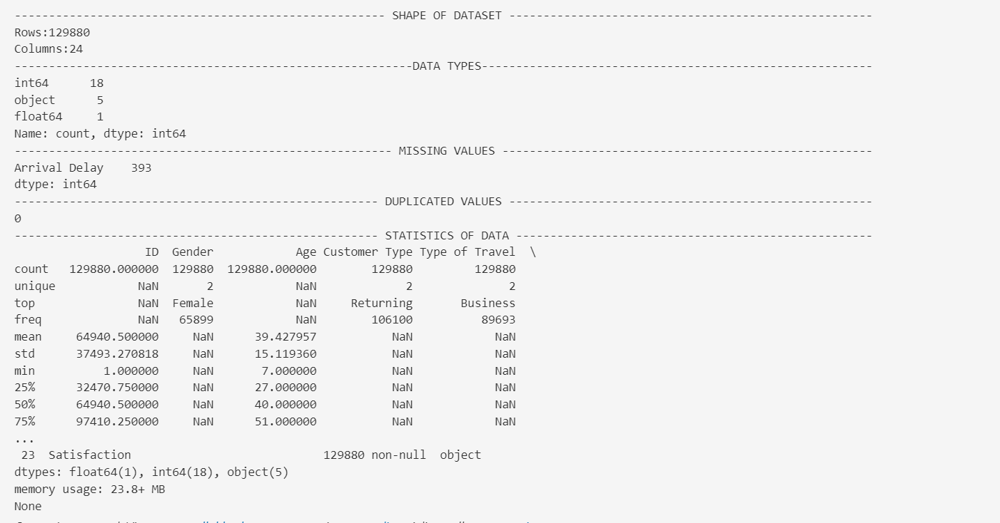 ------------------------------------------------------ SHAPE OF DATASET -----------------------------------------------------
Rows:129880
Columns:24
----------------------------------------------------------DATA TYPES---------------------------------------------------------
int64      18
object      5
float64     1
Name: count, dtype: int64
------------------------------------------------------- MISSING VALUES ------------------------------------------------------
Arrival Delay    393
dtype: int64
----------------------------------------------------- DUPLICATED VALUES -----------------------------------------------------
0
----------------------------------------------------- STATISTICS OF DATA ----------------------------------------------------
                   ID  Gender            Age Customer Type Type of Travel  \
count   129880.000000  129880  129880.000000        129880         129880
unique            NaN       2            NaN             2              2
top               NaN  Female            NaN     Returning       Business
freq              NaN   65899            NaN        106100          89693
mean     64940.500000     NaN      39.427957           NaN            NaN
std      37493.270818     NaN      15.119360           NaN            NaN
min          1.000000     NaN       7.000000           NaN            NaN
25%      32470.750000     NaN      27.000000           NaN            NaN
50%      64940.500000     NaN      40.000000           NaN            NaN
75%      97410.250000     NaN      51.000000           NaN            NaN
...
 23  Satisfaction                            129880 non-null  object
dtypes: float64(1), int64(18), object(5)
memory usage: 23.8+ MB
None